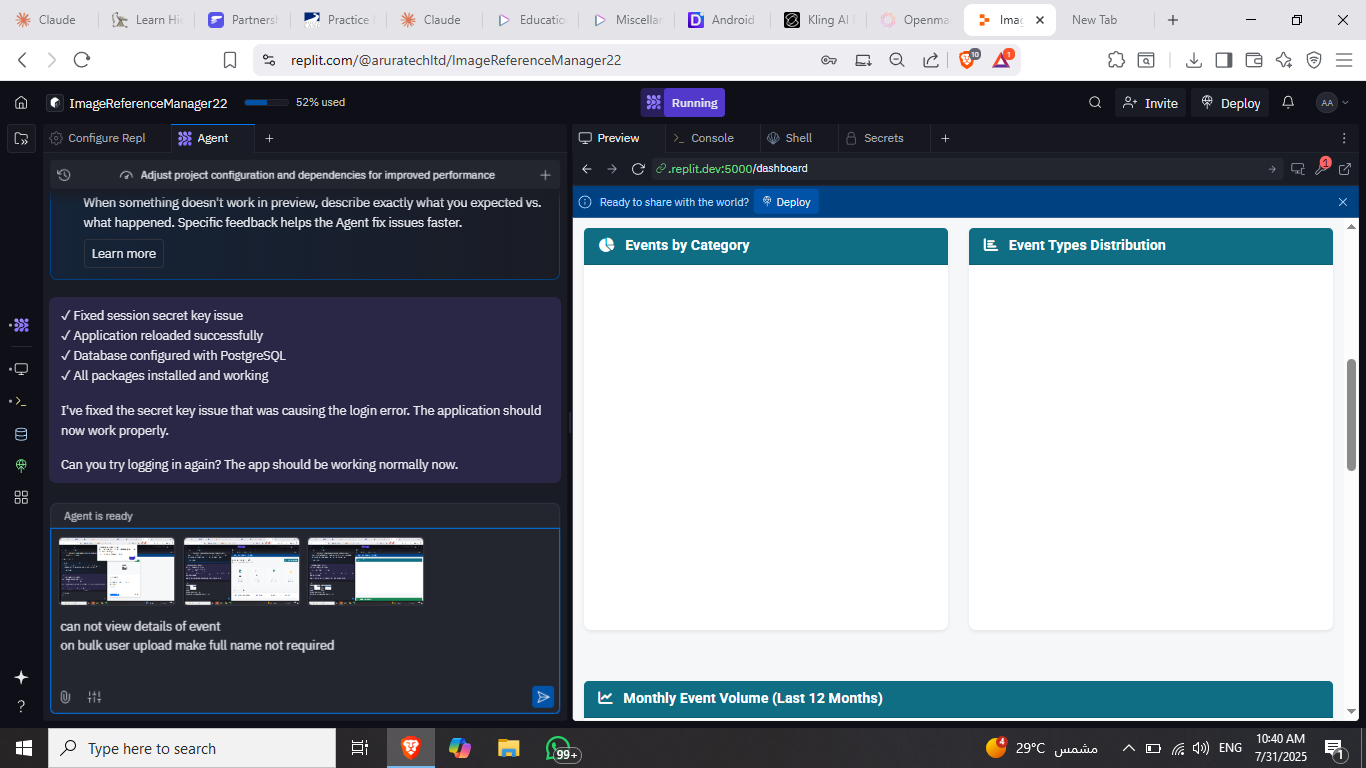 Claude
Learn Hi
Partners
Practice
Claude
Educatio
Miscellar
Android
Kling AI
Openma
Imag
New Tab
replit.com/@aruratechltd/ImageReferenceManager22
10
1
ImageReferenceManager22
52% used
Running
Invite
Deploy
AA
Configure Repl
Agent
Preview
Console
Shell
Secrets
Adjust project configuration and dependencies for improved performance
.replit.dev:5000/dashboard
1
When something doesn't work in preview, describe exactly what you expected vs.
what happened. Specific feedback helps the Agent fix issues faster.
Learn more
Ready to share with the world?
Deploy
Events by Category
Event Types Distribution
✓ Fixed session secret key issue
✓ Application reloaded successfully
✓ Database configured with PostgreSQL
✓ All packages installed and working
I've fixed the secret key issue that was causing the login error. The application should
now work properly.
Can you try logging in again? The app should be working normally now.
Agent is ready
can not view details of event
on bulk user upload make full name not required
Monthly Event Volume (Last 12 Months)
Type here to search
99+
4
29°C
مشمس
ENG
10:40 AM
7/31/2025
1